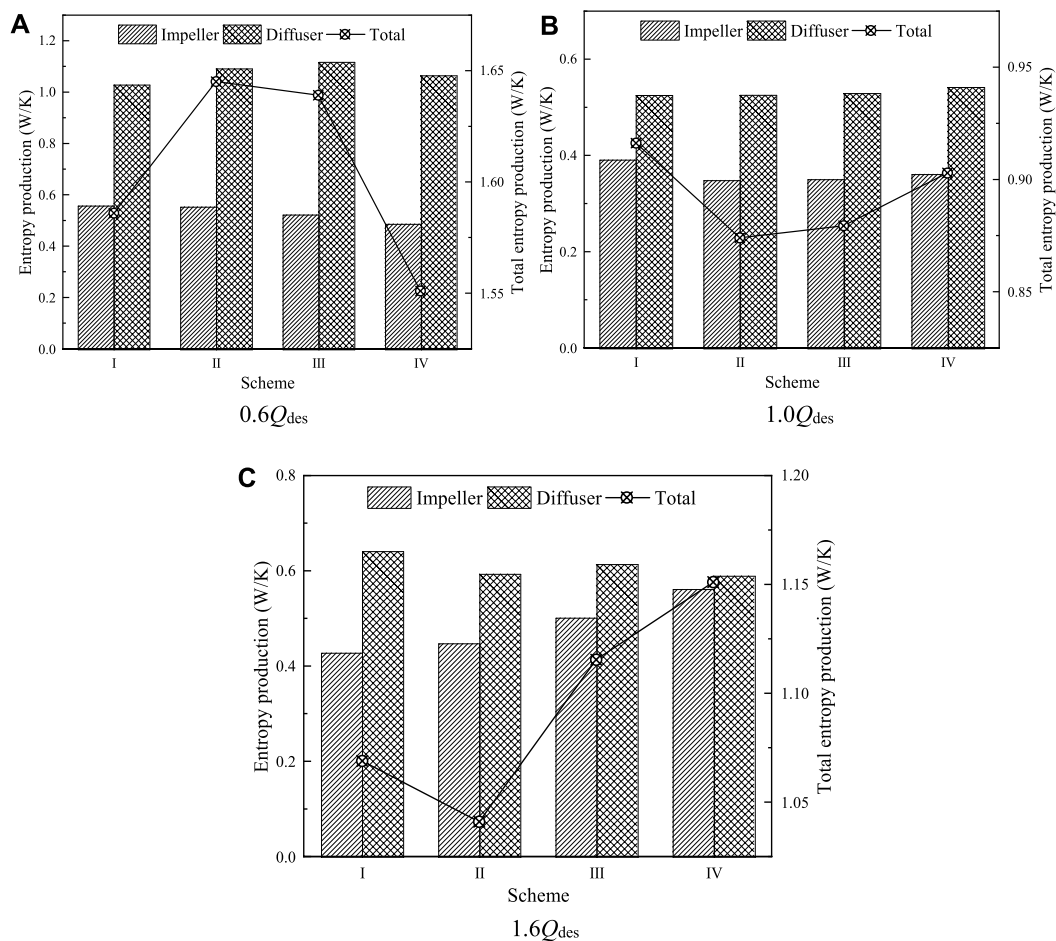 A
Impeller Diffuser Total
Entropy production (W/K)
1.2
1.0
0.8
0.6
0.4
0.2
0.0
Total entropy production (W/K)
1.65
1.60
1.55
I II III IV
Scheme
0.6Qdes
B
Impeller Diffuser Total
Entropy production (W/K)
0.6
0.4
0.2
0.0
Total entropy production (W/K)
0.95
0.90
0.85
I II III IV
Scheme
1.0Qdes
C
Impeller Diffuser Total
Entropy production (W/K)
0.8
0.6
0.4
0.2
0.0
Total entropy production (W/K)
1.20
1.15
1.10
1.05
I II III IV
Scheme
1.6Qdes